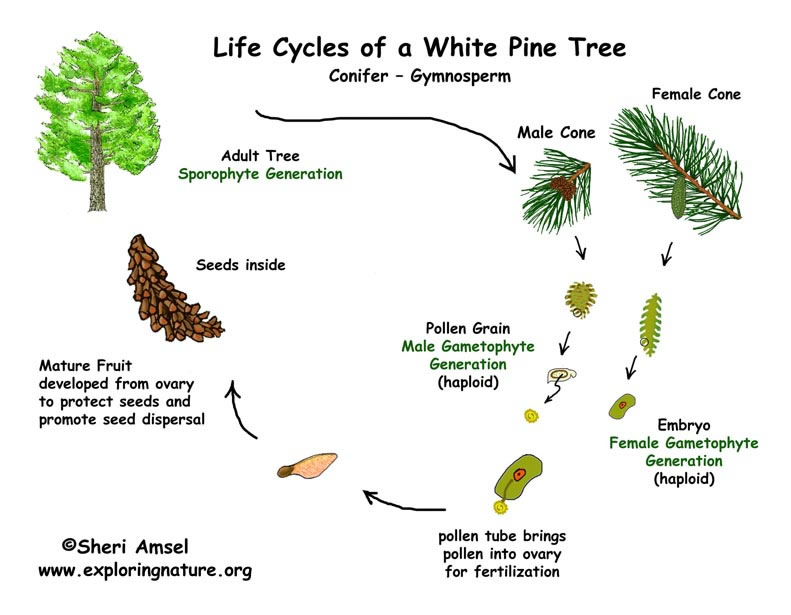 Life Cycles of a White Pine Tree
Conifer – Gymnosperm
Female Cone
Male Cone
Adult Tree
Sporophyte Generation
Seeds inside
Pollen Grain
Male Gametophyte
Generation
(haploid)
Mature Fruit
developed from ovary
to protect seeds and
promote seed dispersal
Embryo
Female Gametophyte
Generation
(haploid)
pollen tube brings
pollen into ovary
for fertilization
©Sheri Amsel
www.exploringnature.org